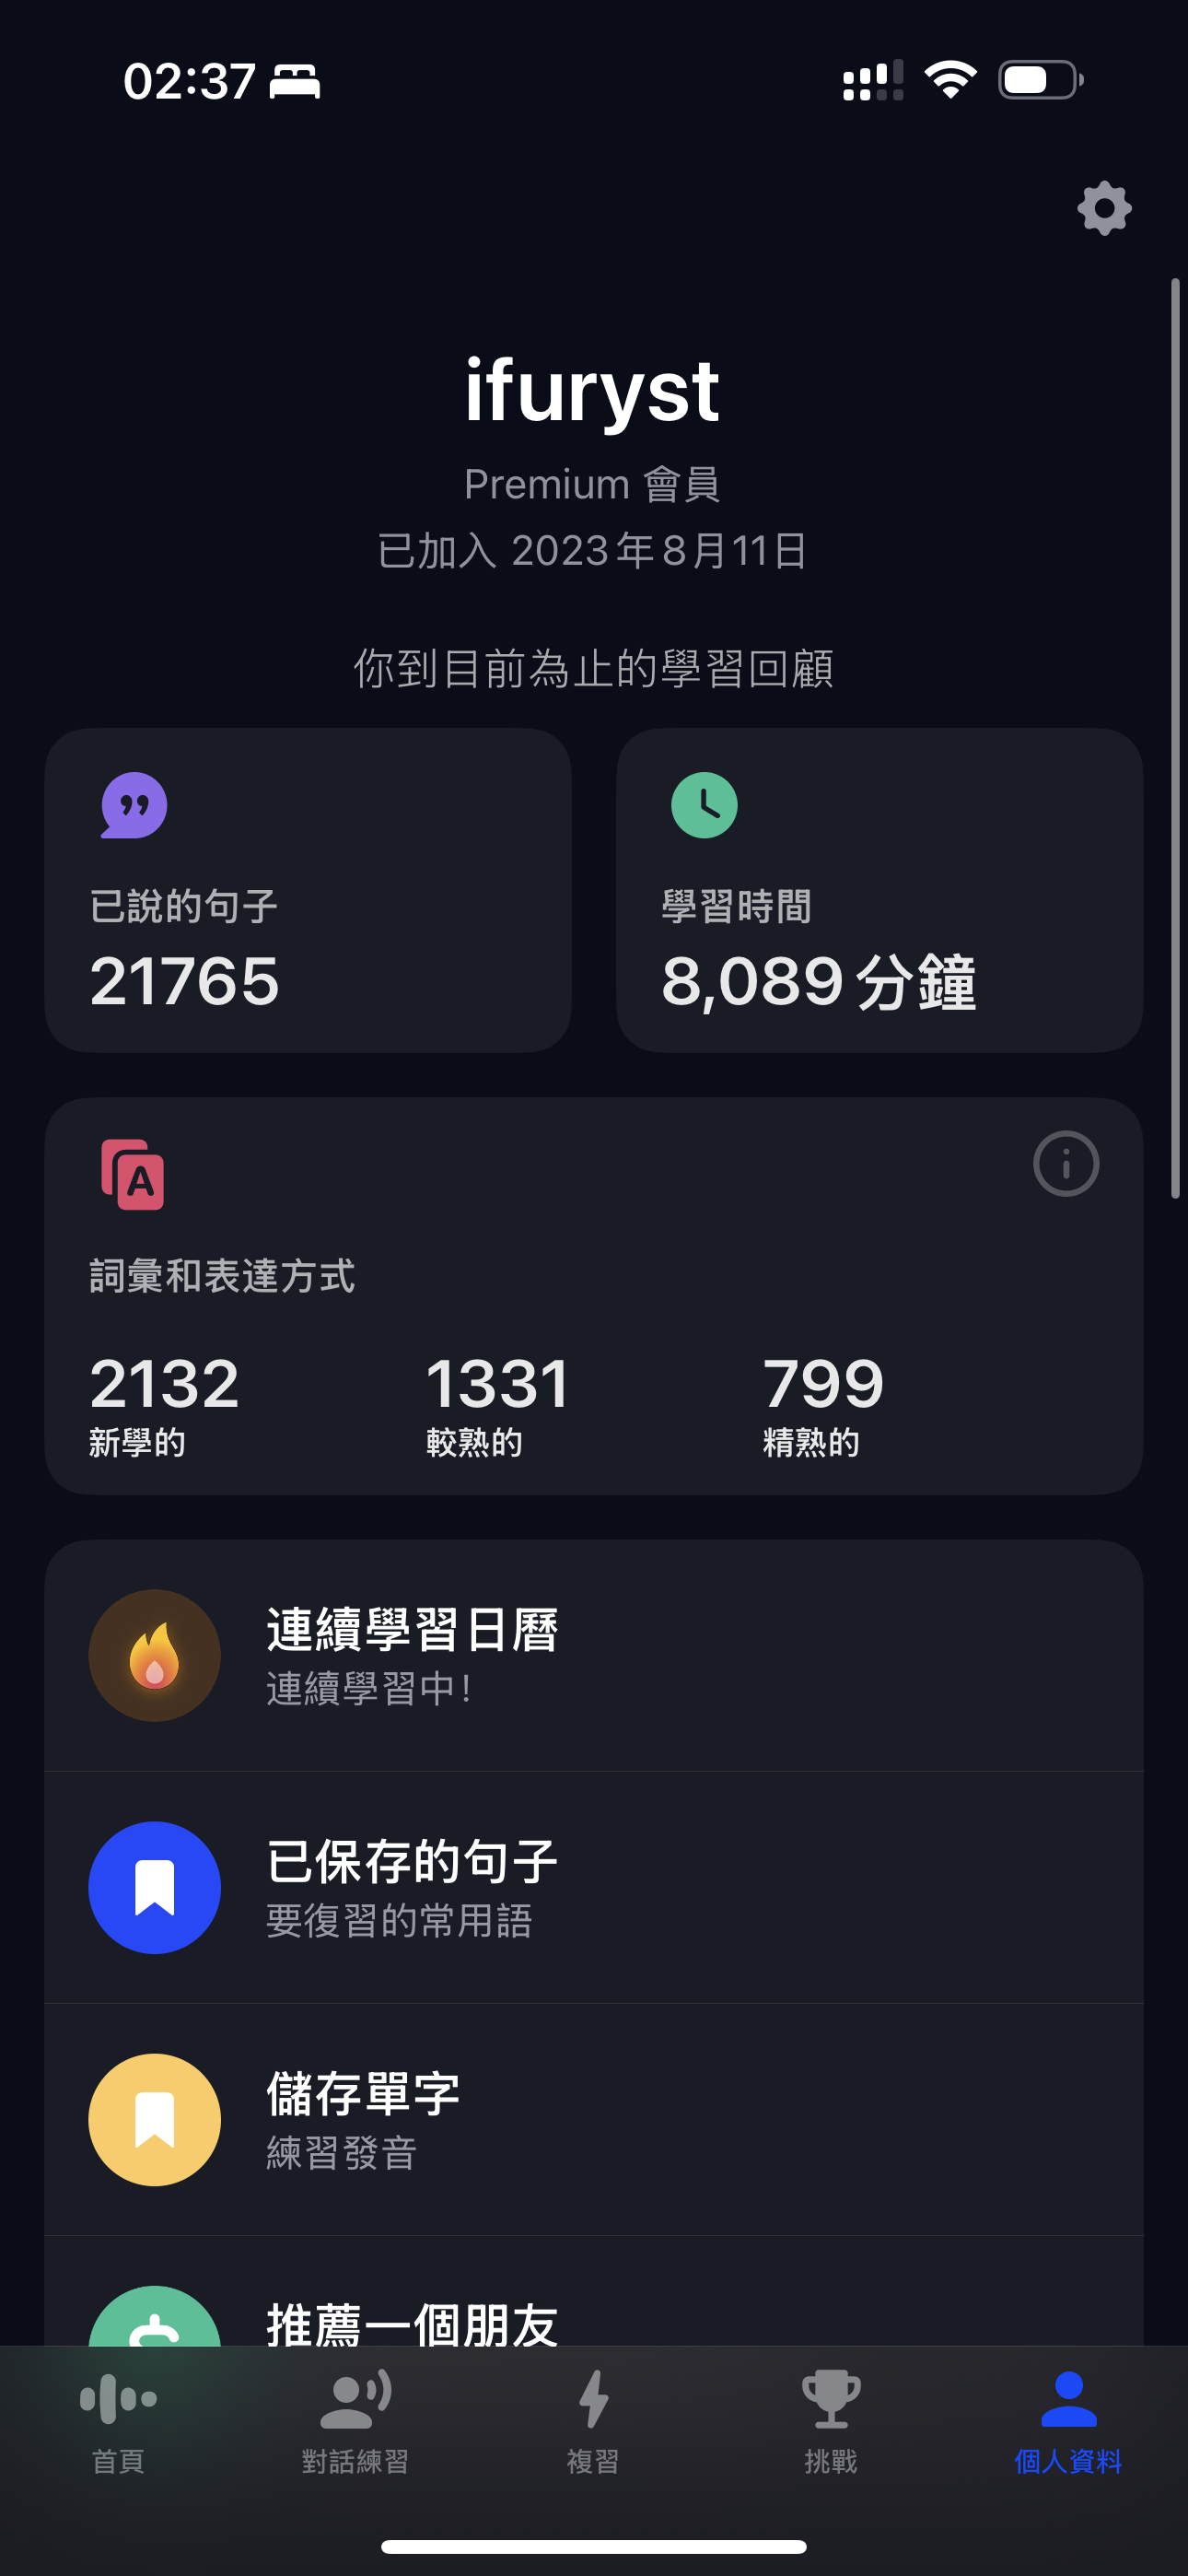 02:37
ifuryst
Premium 會員
已加入 2023年8月11日
你到目前為止的學習回顧
已說的句子
21765
學習時間
8,089分鐘
A
詞彙和表達方式
2132
新學的
1331
較熟的
799
精熟的
連續學習日曆
連續學習中!
已保存的句子
要復習的常用語
儲存單字
練習發音
推薦一個朋友
首頁
對話練習
複習
挑戰
個人資料